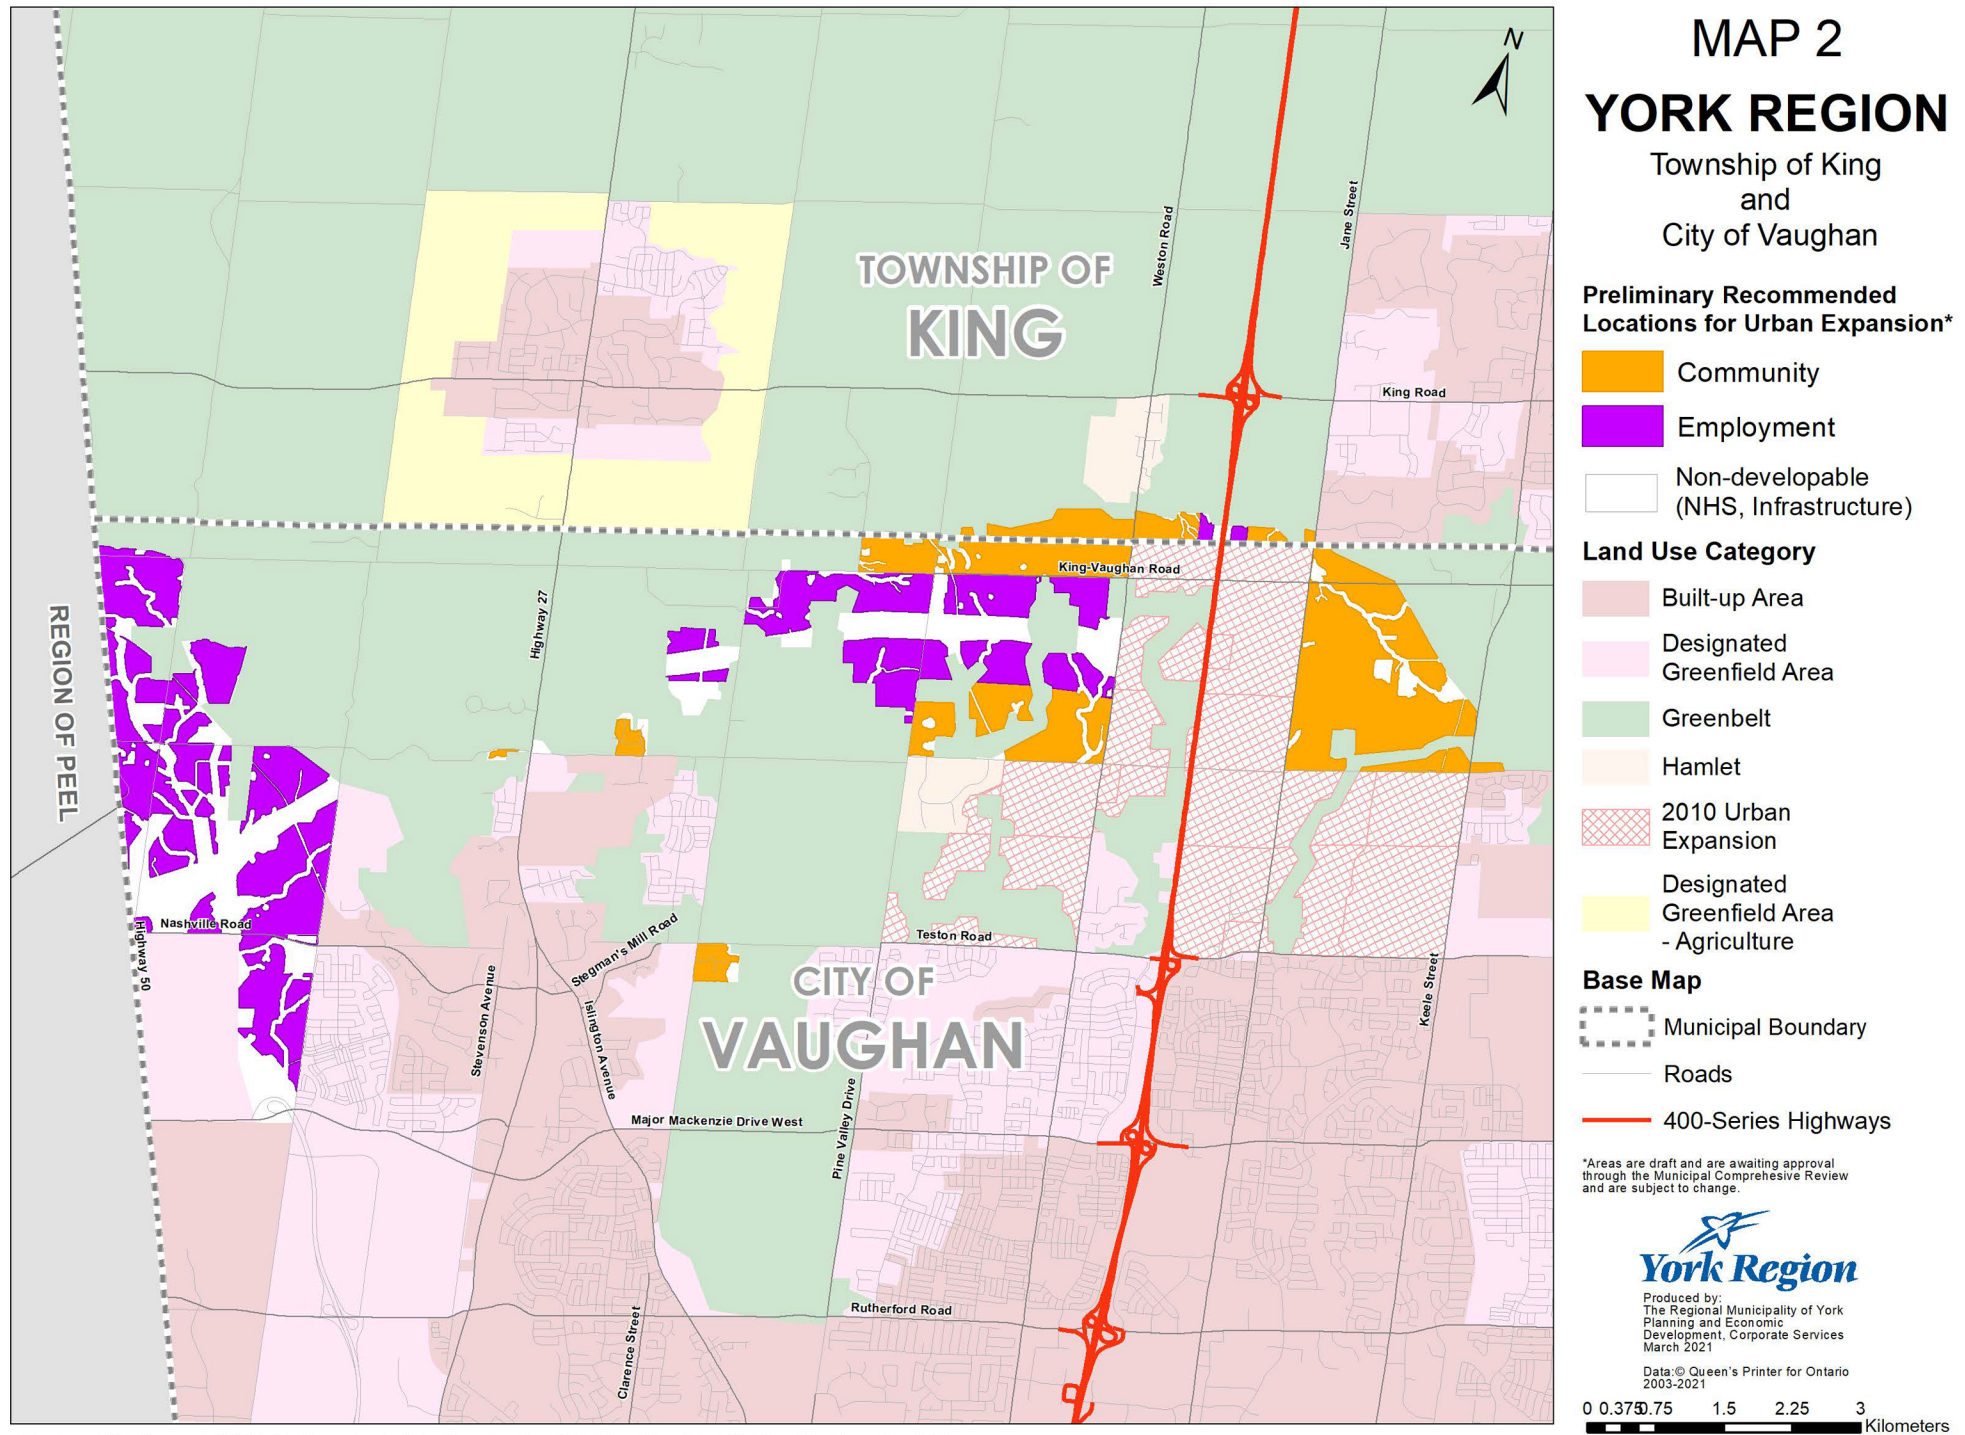 MAP 2
YORK REGION
Township of King
and
City of Vaughan
Preliminary Recommended
Locations for Urban Expansion*
Community
Employment
Non-developable
(NHS, Infrastructure)
Land Use Category
Built-up Area
Designated
Greenfield Area
Greenbelt
Hamlet
2010 Urban
Expansion
Designated
Greenfield Area
- Agriculture
Base Map
Municipal Boundary
Roads
400-Series Highways
*Areas are draft and are awaiting approval
through the Municipal Comprehesive Review
and are subject to change.
York Region
Produced by:
The Regional Municipality of York
Planning and Economic
Development, Corporate Services
March 2021
Data:© Queen's Printer for Ontario
2003-2021
0 0.375 0.75 1.5 2.25 3
Kilometers
N
TOWNSHIP OF
KING
Weston Road
Jane Street
King Road
King-Vaughan Road
Highway 27
REGION OF PEEL
Nashville Road
Highway 50
Stegman's Mill Road
Teston Road
CITY OF
VAUGHAN
Stevenson Avenue
Islington Avenue
Keele Street
Major Mackenzie Drive West
Pine Valley Drive
Rutherford Road
Clarence Street